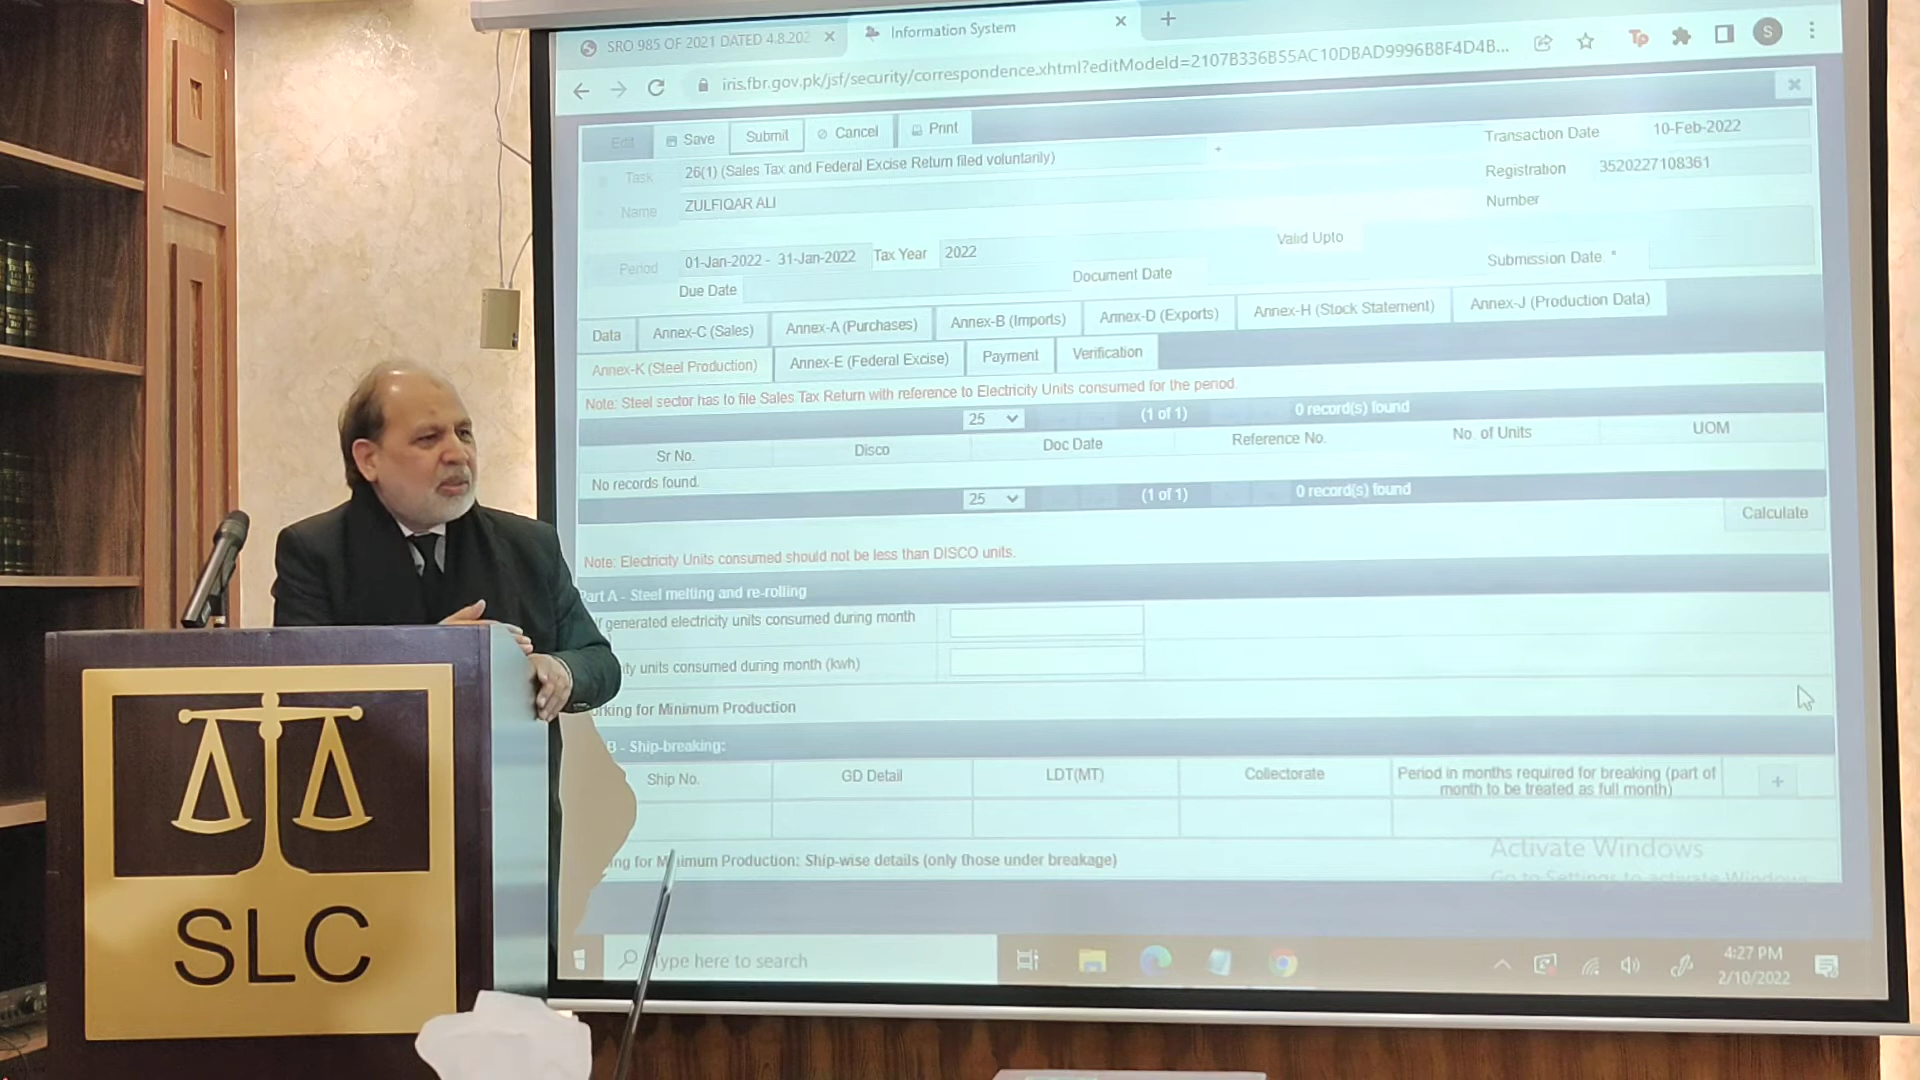 SRO 985 OF 2021 DATED 4.8.202
Information System
iris.fbr.gov.pk/jsf/security/correspondence.xhtml?editModeId=2107B336B55AC10DBAD9996B8F4D4B...
S
Edit Save Submit Cancel Print
Transaction Date 10-Feb-2022
Task 26(1) (Sales Tax and Federal Excise Return filed voluntarily)
Registration Number 3520227108361
Name ZULFIQAR ALI
Period 01-Jan-2022 - 31-Jan-2022 Tax Year 2022 Valid Upto
Due Date Document Date Submission Date *
Data Annex-C (Sales) Annex-A (Purchases) Annex-B (Imports) Annex-D (Exports) Annex-H (Stock Statement) Annex-J (Production Data)
Annex-K (Steel Production) Annex-E (Federal Excise) Payment Verification
Note: Steel sector has to file Sales Tax Return with reference to Electricity Units consumed for the period
25 (1 of 1) 0 record(s) found
Sr No. Disco Doc Date Reference No. No. of Units UOM
No records found.
25 (1 of 1) 0 record(s) found
Calculate
Note: Electricity Units consumed should not be less than DISCO units.
Part A - Steel melting and re-rolling
generated electricity units consumed during month
units consumed during month (kwh)
for Minimum Production
B - Ship-breaking:
Ship No. GD Detail LDT(MT) Collectorate Period in months required for breaking (part of month to be treated as full month) +
for Minimum Production: Ship-wise details (only those under breakage)
Activate Windows
Go to Settings to activate Windows
Type here to search
4:27 PM
2/10/2022
SLC